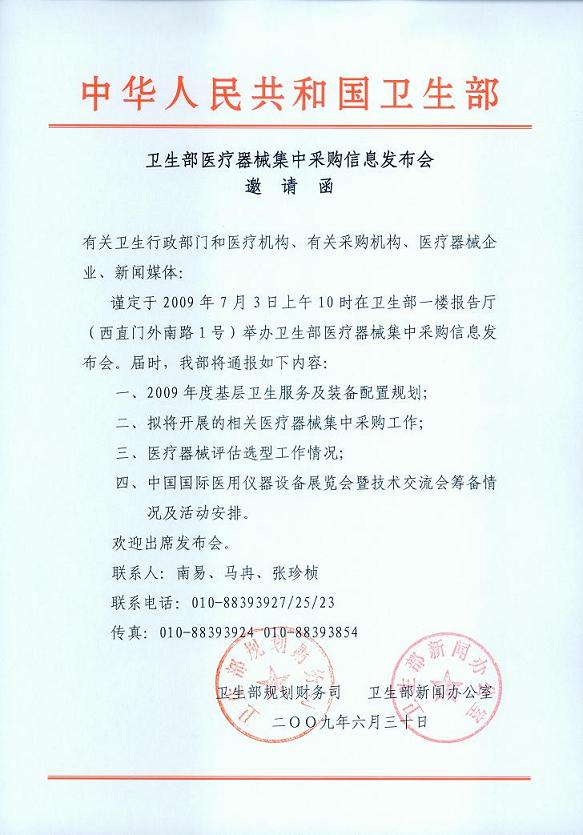 中华人民共和国卫生部
卫生部医疗器械集中采购信息发布会
邀 请 函
有关卫生行政部门和医疗机构、有关采购机构、医疗器械企
业、新闻媒体：
谨定于 2009 年 7 月 3 日上午 10 时在卫生部一楼报告厅
（西直门外南路 1 号）举办卫生部医疗器械集中采购信息发
布会。届时，我部将通报如下内容：
一、2009 年度基层卫生服务及装备配置规划；
二、拟将开展的相关医疗器械集中采购工作；
三、医疗器械评估选型工作情况；
四、中国国际医用仪器设备展览会暨技术交流会筹备情
况及活动安排。
欢迎出席发布会。
联系人：南易、马冉、张珍桢
联系电话：010-88393927/25/23
传真：010-88393924 010-88393854
卫生部规划财务司
卫生部新闻办公室
卫生部规划财务司 卫生部新闻办公室
二〇〇九年六月三十日